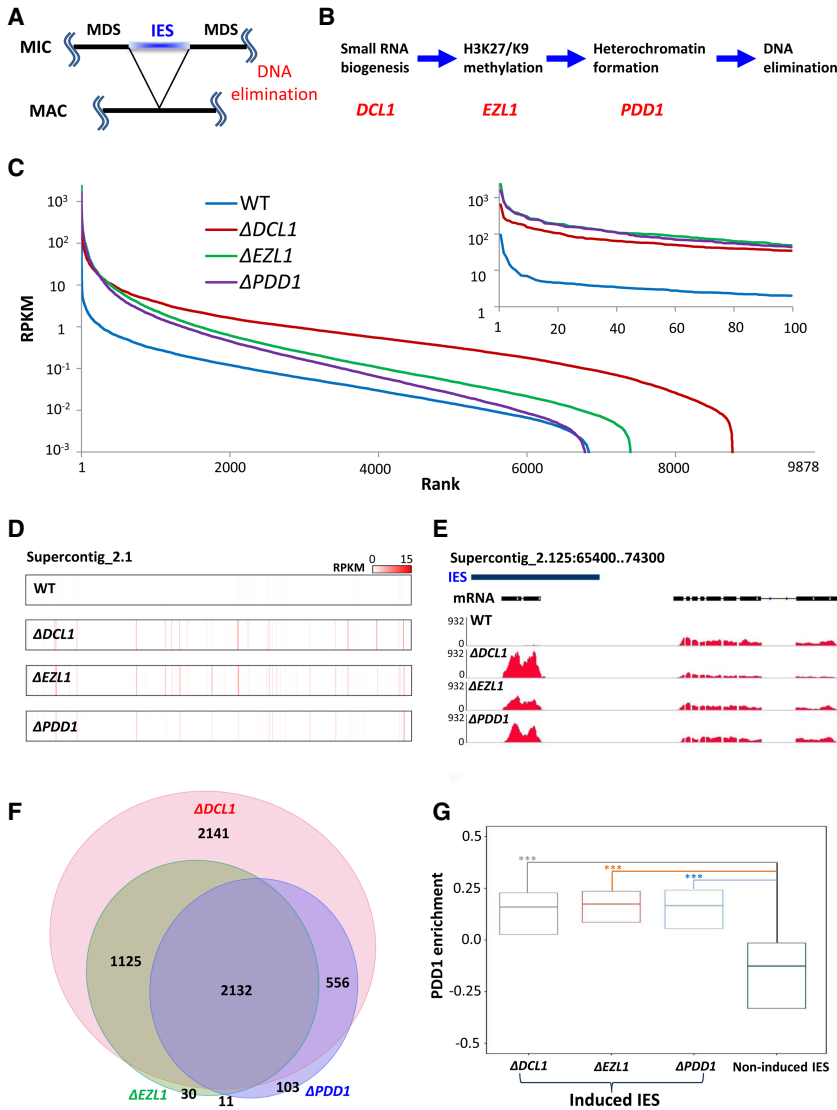 A
MDS IES MDS
MIC
DNA
elimination
MAC
B
Small RNA
biogenesis
H3K27/K9
methylation
Heterochromatin
formation
DNA
elimination
DCL1 EZL1 PDD1
C
RPKM
10³
10²
10
1
10⁻¹
10⁻²
10⁻³
1 2000 4000 6000 8000 9878
Rank
WT
ΔDCL1
ΔEZL1
ΔPDD1
10³
10²
10
1
1 20 40 60 80 100
D
Supercontig_2.1
RPKM 0 15
WT
ΔDCL1
ΔEZL1
ΔPDD1
E
Supercontig_2.125:65400..74300
IES
mRNA
932 WT
0
932 ΔDCL1
0
932 ΔEZL1
0
932 ΔPDD1
0
F
ΔDCL1
2141
1125
2132
556
ΔEZL1
30
11
103
ΔPDD1
G
PDD1 enrichment
0.5
0.25
0.0
-0.25
-0.5
***
***
***
ΔDCL1 ΔEZL1 ΔPDD1 Non-induced IES
Induced IES